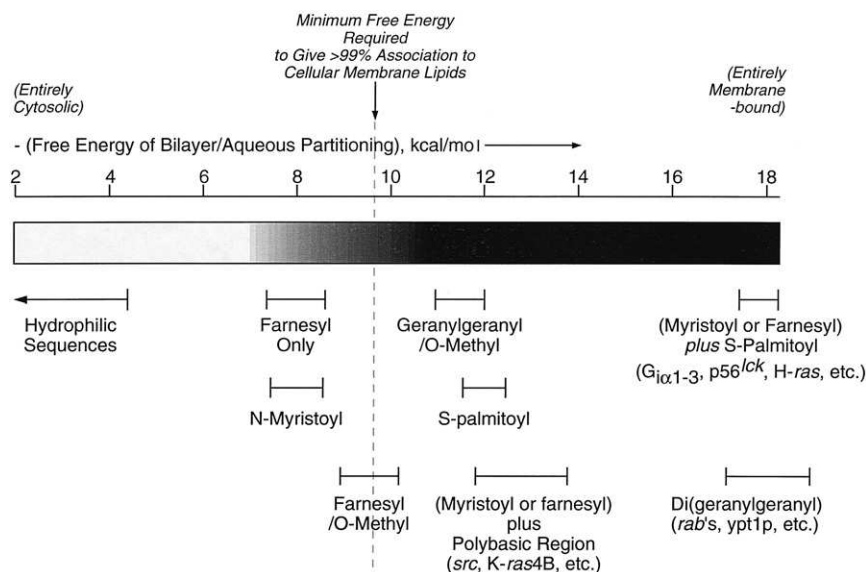 Minimum Free Energy
Required
to Give >99% Association to
Cellular Membrane Lipids
(Entirely
Cytosolic)
(Entirely
Membrane
-bound)
- (Free Energy of Bilayer/Aqueous Partitioning), kcal/mol
2 4 6 8 10 12 14 16 18
Hydrophilic
Sequences
Farnesyl
Only
Geranylgeranyl
/O-Methyl
(Myristoyl or Farnesyl)
plus S-Palmitoyl
(Giα1-3, p56lck, H-ras, etc.)
N-Myristoyl
S-palmitoyl
Farnesyl
/O-Methyl
(Myristoyl or farnesyl)
plus
Polybasic Region
(src, K-ras4B, etc.)
Di(geranylgeranyl)
(rab's, ypt1p, etc.)